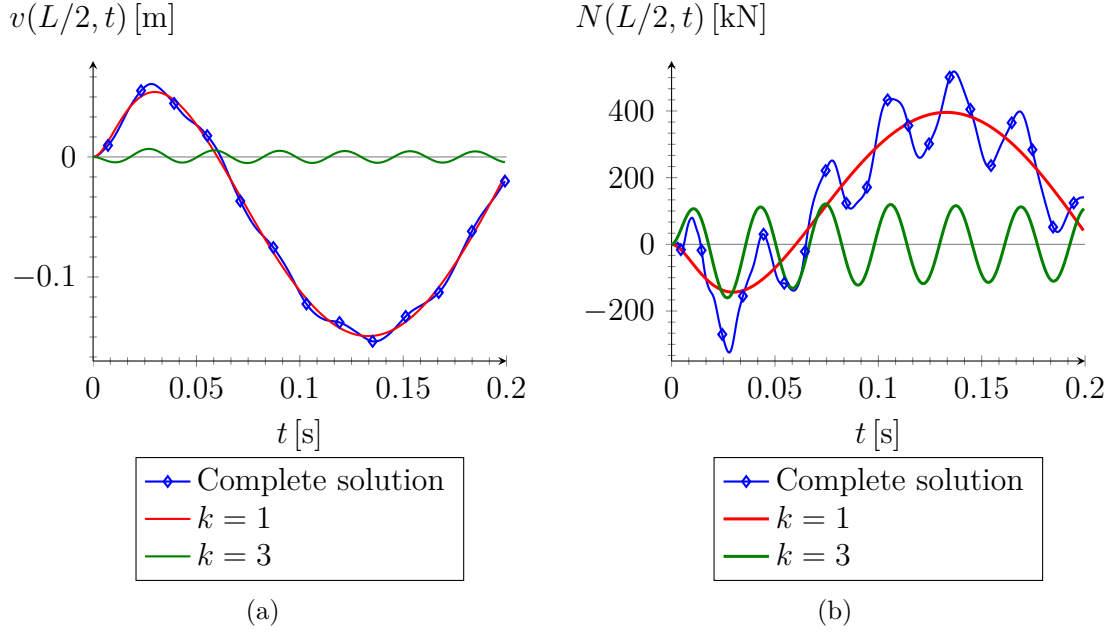 v(L/2, t) [m]
0
−0.1
0
0.05
0.1
0.15
0.2
t [s]
Complete solution
k = 1
k = 3
(a)
N(L/2, t) [kN]
400
200
0
−200
0
0.05
0.1
0.15
0.2
t [s]
Complete solution
k = 1
k = 3
(b)